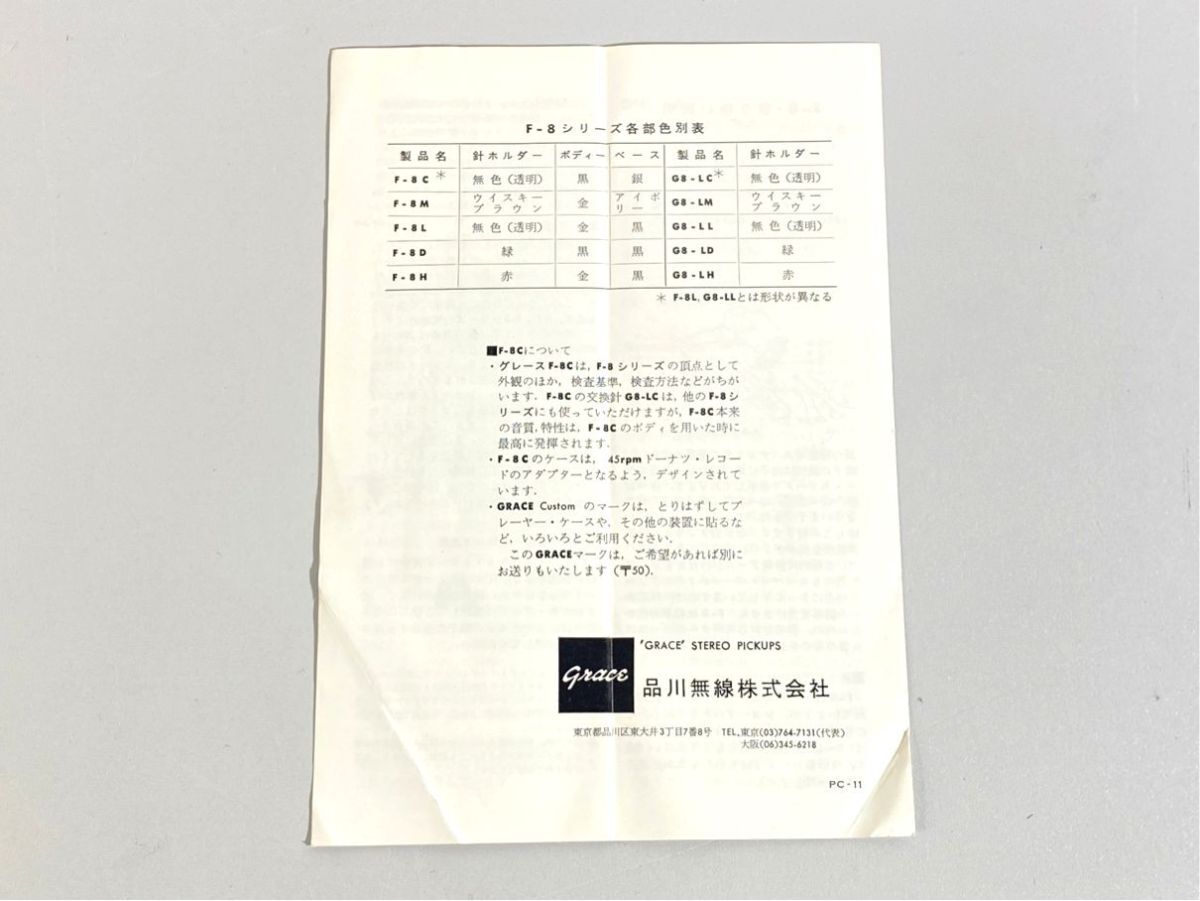 F-8シリーズ各部色別表
製品名 針ホルダー ボディー ベース 製品名 針ホルダー
F-8C＊ 無色(透明) 黒 銀 G8-LC＊ 無色(透明)
F-8M ウイスキーブラウン 金 アイボリー G8-LM ウイスキーブラウン
F-8L 無色(透明) 金 黒 G8-LL 無色(透明)
F-8D 緑 黒 黒 G8-LD 緑
F-8H 赤 金 黒 G8-LH 赤
＊ F-8L, G8-LLとは形状が異なる
■F-8Cについて
・グレースF-8Cは, F-8シリーズの頂点として
外観のほか, 検査基準, 検査方法などがちが
います. F-8Cの交換針G8-LCは, 他のF-8シ
リーズにも使っていただけますが, F-8C本来
の音質, 特性は, F-8Cのボディを用いた時に
最高に発揮されます.
・F-8Cのケースは, 45rpmドーナツ・レコー
ドのアダプターとなるよう, デザインされて
います.
・GRACE Custom のマークは, とりはずしてプ
レーヤー・ケースや, その他の装置に貼るな
ど, いろいろとご利用ください.
このGRACEマークは, ご希望があれば別に
お送りもいたします (〒50).
Grace
'GRACE' STEREO PICKUPS
品川無線株式会社
東京都品川区東大井3丁目7番8号 TEL,東京(03)764-7131(代表)
大阪(06)345-6218
PC-11